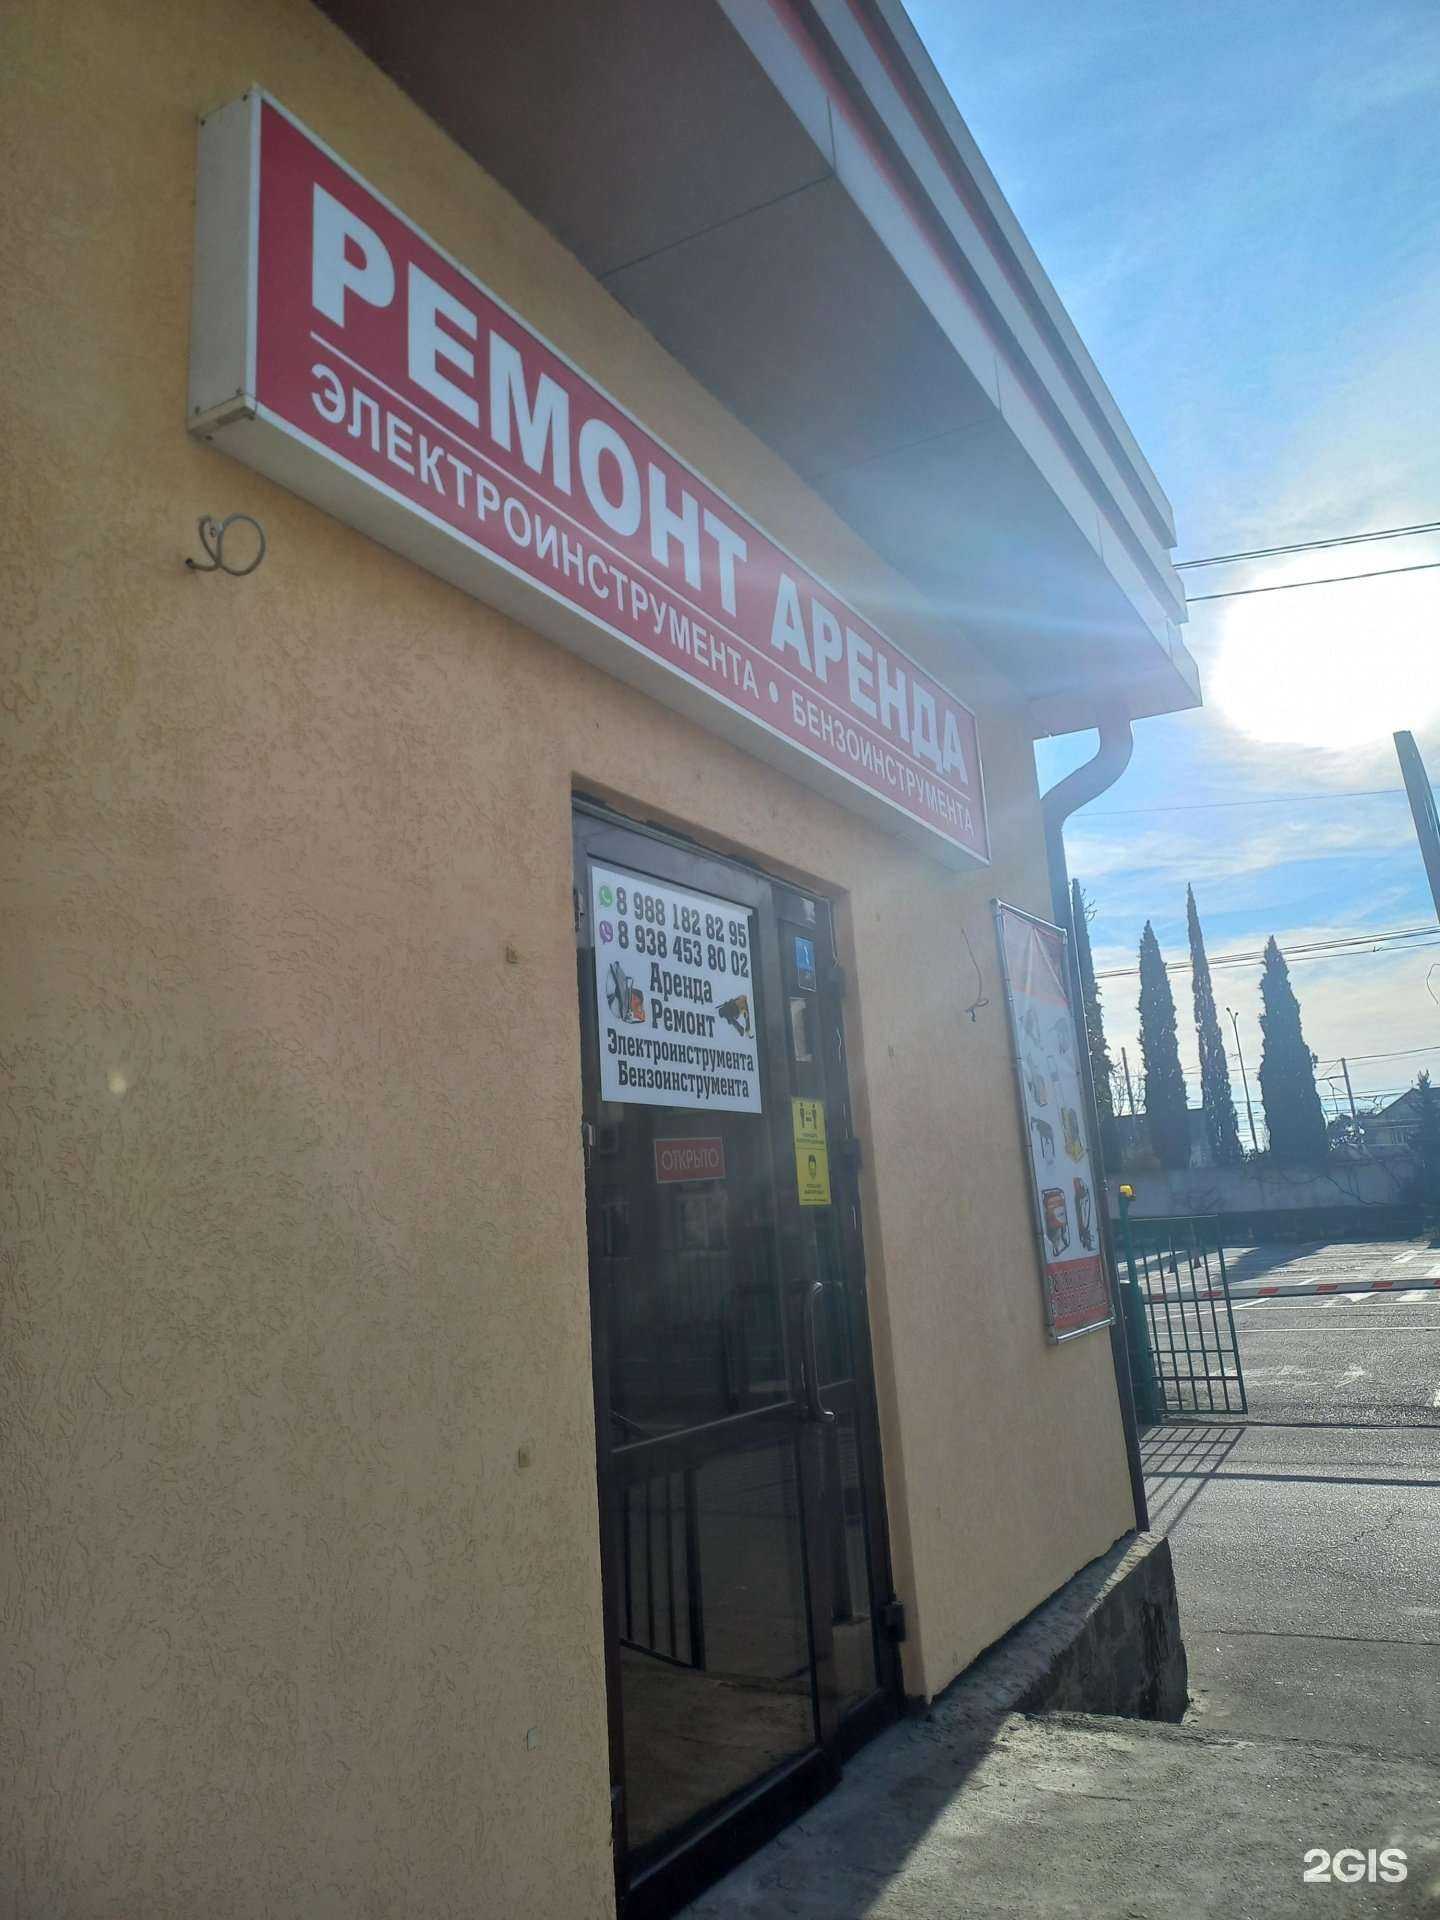 РЕМОНТ АРЕНДА
ЭЛЕКТРОИНСТРУМЕНТА • БЕНЗОИНСТРУМЕНТА
8 988 182 82 95
8 938 453 80 02
Аренда
Ремонт
Электроинструмента
Бензоинструмента
ОТКРЫТО
2GIS